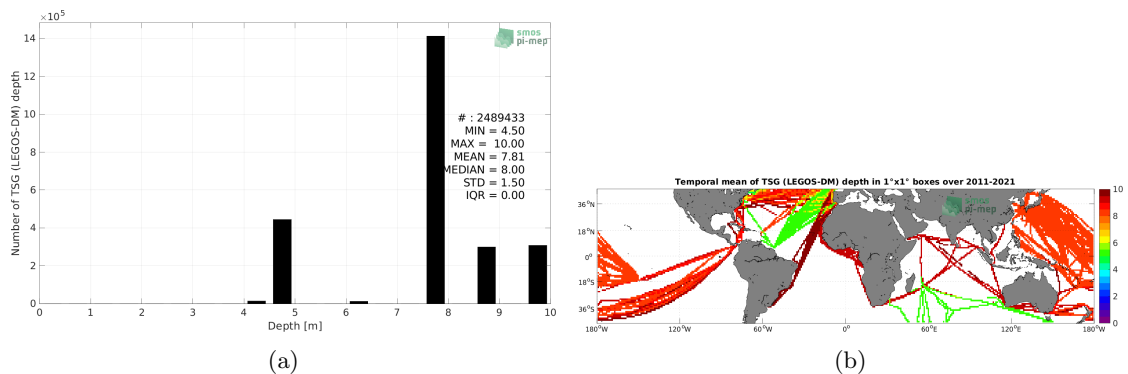 ×10⁵
14
12
10
8
6
4
2
0
Number of TSG (LEGOS-DM) depth
smos
pi-mep
# : 2489433
MIN = 4.50
MAX = 10.00
MEAN = 7.81
MEDIAN = 8.00
STD = 1.50
IQR = 0.00
0 1 2 3 4 5 6 7 8 9 10
Depth [m]
(a)
Temporal mean of TSG (LEGOS-DM) depth in 1°x1° boxes over 2011-2021
smos
pi-mep
36°N
18°N
0°
18°S
36°S
180°W 120°W 60°W 0° 60°E 120°E 180°W
10
8
6
4
2
0
(b)